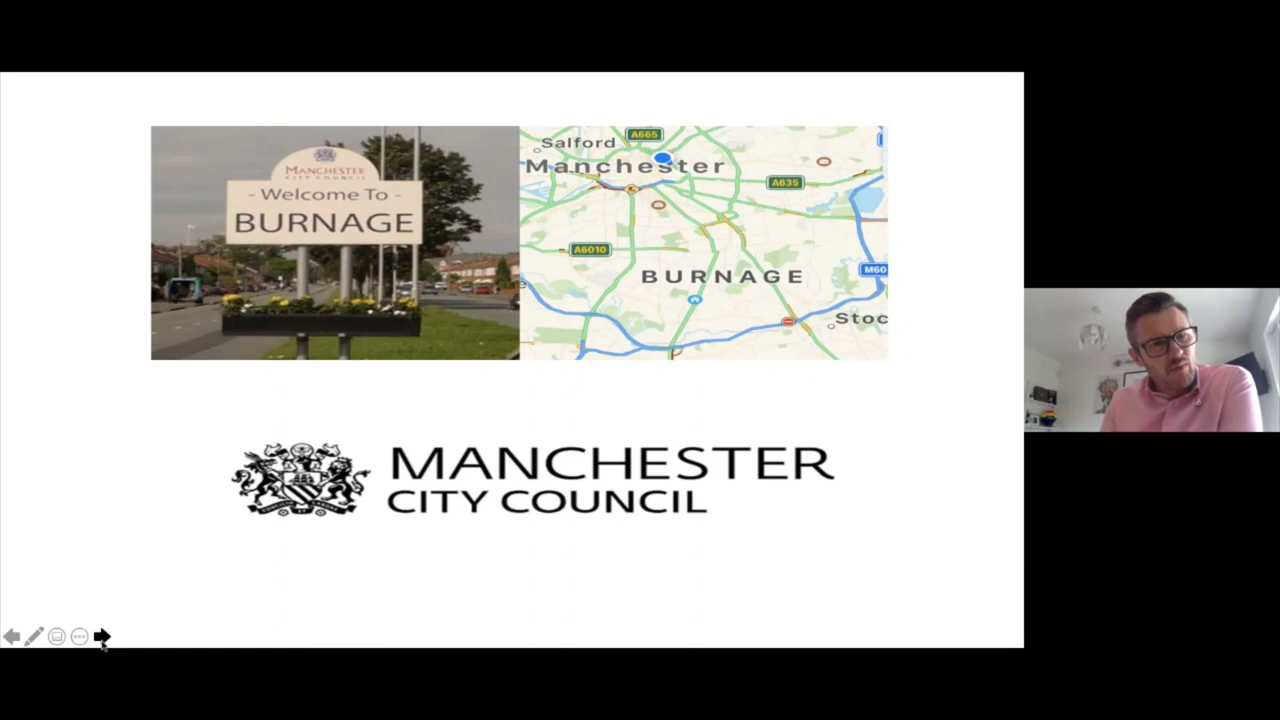 MANCHESTER
CITY COUNCIL
- Welcome To -
BURNAGE
A665
Salford
Manchester
A635
A6010
BURNAGE
M60
Stoc
MANCHESTER
CITY COUNCIL